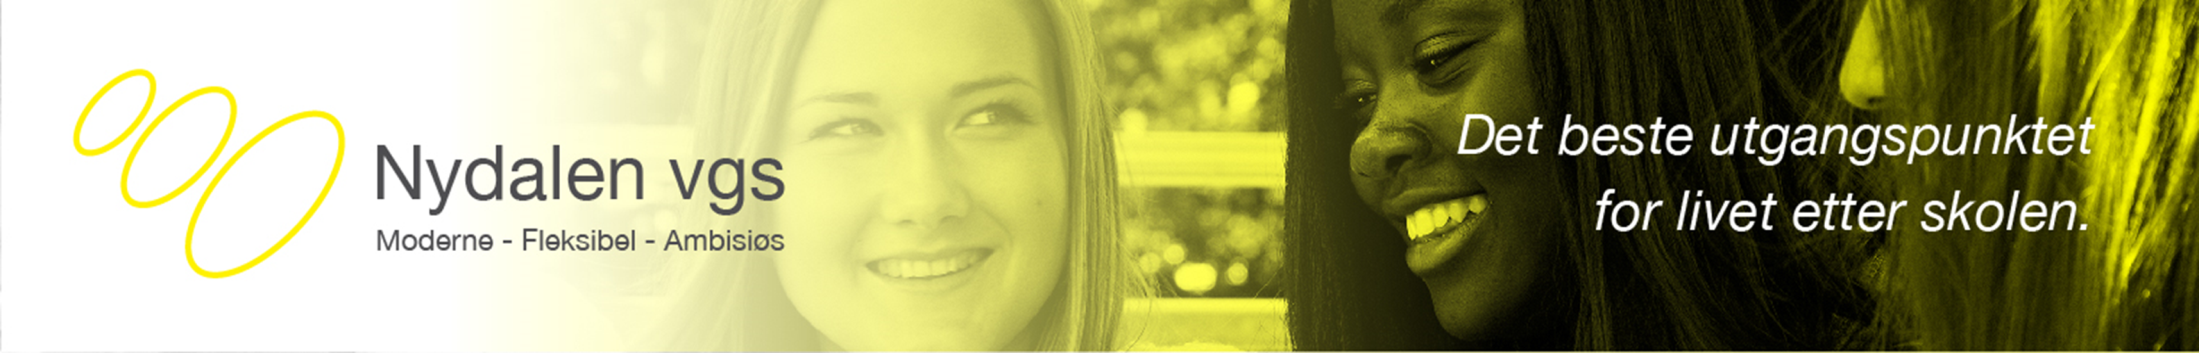 Nydalen vgs
Moderne - Fleksibel - Ambisiøs
Det beste utgangspunktet
for livet etter skolen.